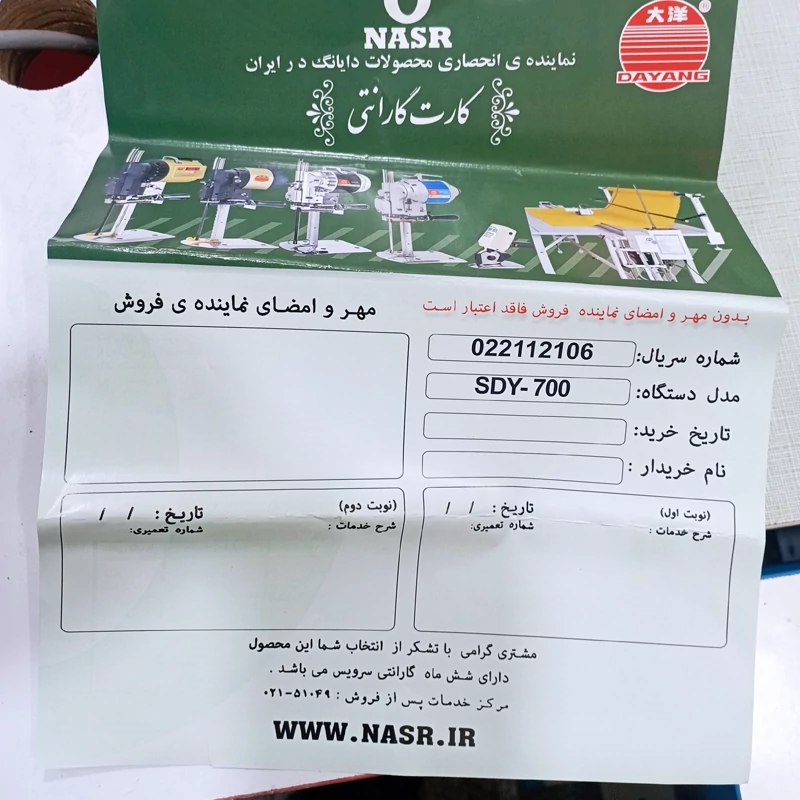 NASR
大洋
®
DAYANG
نماینده ی انحصاری محصولات دایانگ در ایران
کارت گارانتی
بدون مهر و امضای نماینده فروش فاقد اعتبار است
مهر و امضای نماینده ی فروش
شماره سریال: 022112106
مدل دستگاه: SDY-700
تاریخ خرید:
نام خریدار :
(نوبت اول) تاریخ : / /
شرح خدمات : شماره تعمیری:
(نوبت دوم) تاریخ : / /
شرح خدمات : شماره تعمیری:
مشتری گرامی با تشکر از انتخاب شما این محصول
دارای شش ماه گارانتی سرویس می باشد .
مرکز خدمات پس از فروش : ۵۱۰۴۹-۰۲۱
WWW.NASR.IR